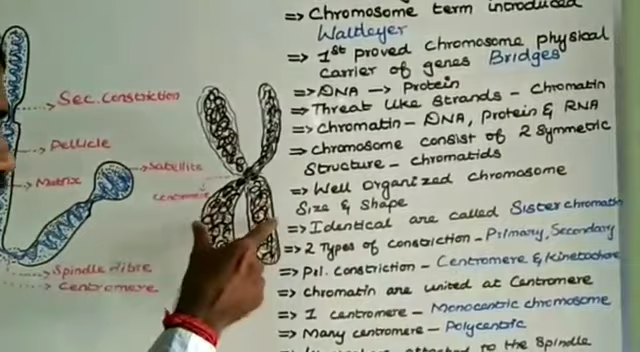 Sec. Constriction
Pellicle
Matrix
Satellite
Centromere
Spindle Fibre
Centromere
=> Chromosome term introduced
Waldeyer
=> 1st proved chromosome physical
carrier of genes Bridges
=> DNA -> Protein
=> Threat like strands - Chromatin
=> Chromatin - DNA, Protein & RNA
=> chromosome consist of 2 Symmetric
Structure - chromatids
=> Well organized chromosome
Size & Shape
=> Identical are called Sister chromatin
=> 2 Types of constriction - Primary, Secondary
=> Pri. constriction - Centromere & Kinetochore
=> Chromatin are united at Centromere
=> 1 centromere - Monocentric chromosome
=> Many centromere - Polycentric
attached to the Spindle